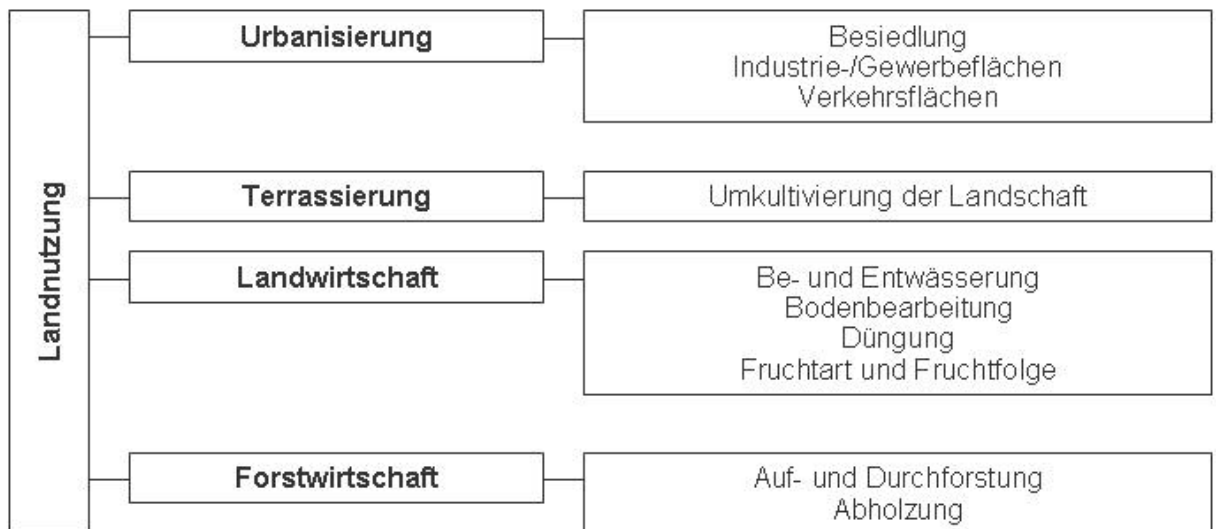 Landnutzung
Urbanisierung
Besiedlung
Industrie-/Gewerbeflächen
Verkehrsflächen
Terrassierung
Umkultivierung der Landschaft
Landwirtschaft
Be- und Entwässerung
Bodenbearbeitung
Düngung
Fruchtart und Fruchtfolge
Forstwirtschaft
Auf- und Durchforstung
Abholzung